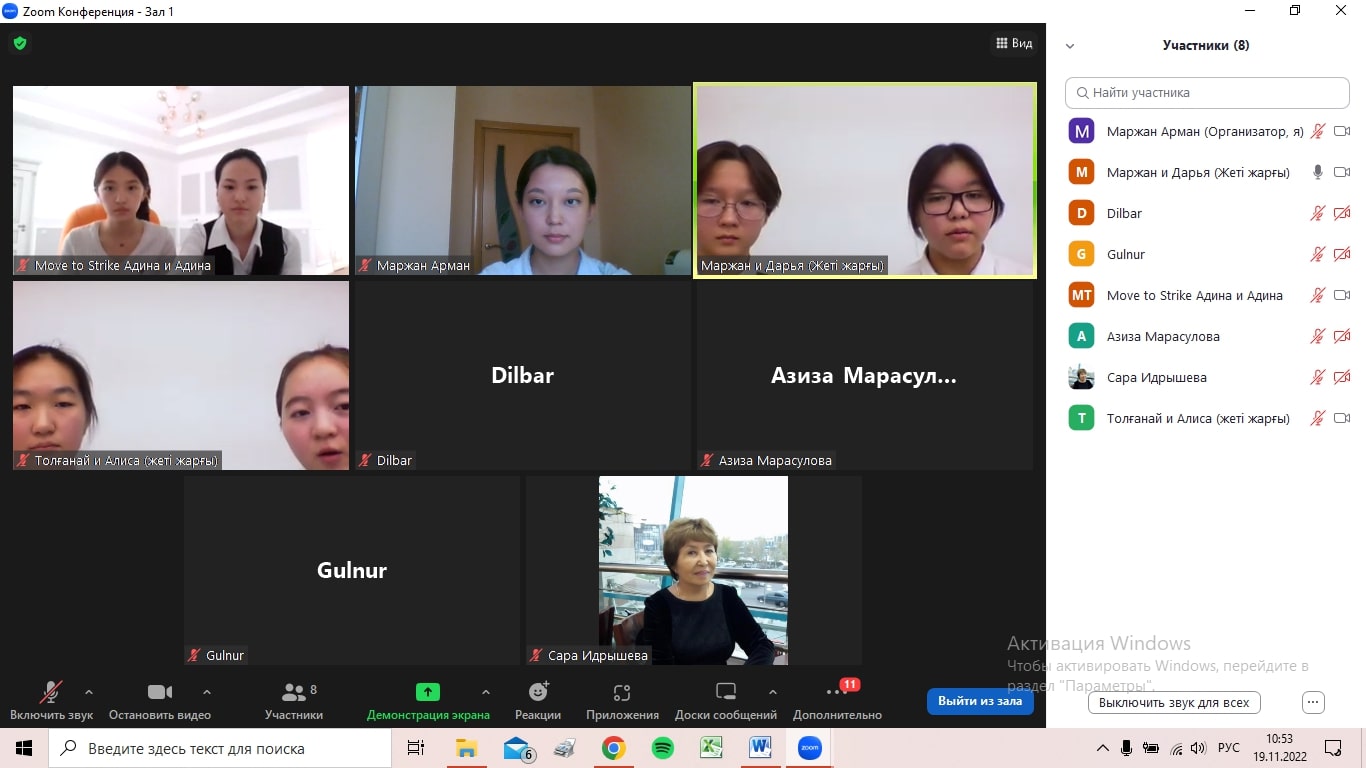 Zoom Конференция - Зал 1
Вид
Move to Strike Адина и Адина
Маржан Арман
Маржан и Дарья (Жеті жарғы)
Толғанай и Алиса (жеті жарғы)
Dilbar
Dilbar
Азиза Марасул...
Азиза Марасулова
Gulnur
Gulnur
Сара Идрышева
Участники (8)
Найти участника
М Маржан Арман (Организатор, я)
М Маржан и Дарья (Жеті жарғы)
D Dilbar
G Gulnur
MT Move to Strike Адина и Адина
А Азиза Марасулова
Сара Идрышева
Т Толғанай и Алиса (жеті жарғы)
Активация Windows
Чтобы активировать Windows, перейдите в
раздел "Параметры".
Выключить звук для всех
...
Включить звук
Остановить видео
8
Участники
Демонстрация экрана
Реакции
Приложения
Доски сообщений
11
Дополнительно
Выйти из зала
Введите здесь текст для поиска
6
zoom
РУС
10:53
19.11.2022